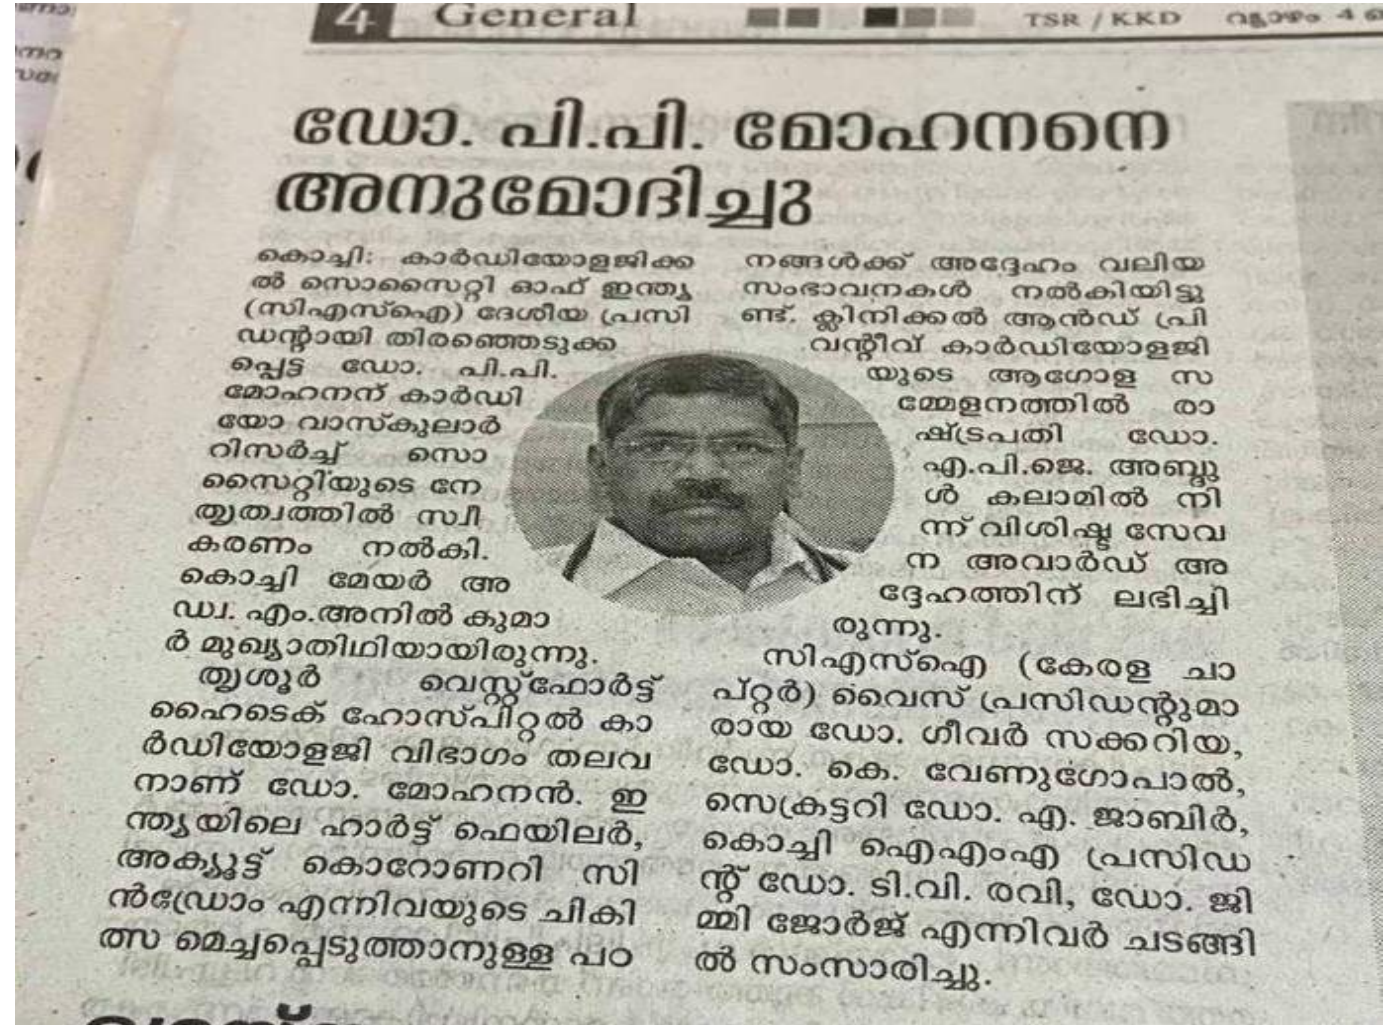 4 General
TSR / KKD
ഡോ. പി.പി. മോഹനനെ
അനുമോദിച്ചു
കൊച്ചി: കാർഡിയോളജിക്ക
ൽ സൊസൈറ്റി ഓഫ് ഇന്ത്യ
(സിഎസ്ഐ) ദേശീയ പ്രസി
ഡന്റായി തിരഞ്ഞെടുക്ക
പ്പെട്ട ഡോ. പി.പി.
മോഹനന് കാർഡി
യോ വാസ്കുലാർ
റിസർച്ച് സൊ
സൈറ്റിയുടെ നേ
തൃത്വത്തിൽ സ്വീ
കരണം നൽകി.
കൊച്ചി മേയർ അ
ഡ്വ. എം.അനിൽ കുമാ
ർ മുഖ്യാതിഥിയായിരുന്നു.
തൃശൂർ വെസ്റ്റ്ഫോർട്ട്
ഹൈടെക് ഹോസ്പിറ്റൽ കാ
ർഡിയോളജി വിഭാഗം തലവ
നാണ് ഡോ. മോഹനൻ. ഇ
ന്ത്യയിലെ ഹാർട്ട് ഫെയിലർ,
അക്യൂട്ട് കൊറോണറി സി
ൻഡ്രോം എന്നിവയുടെ ചികി
ത്സ മെച്ചപ്പെടുത്താനുള്ള പഠ
നങ്ങൾക്ക് അദ്ദേഹം വലിയ
സംഭാവനകൾ നൽകിയിട്ടു
ണ്ട്. ക്ലിനിക്കൽ ആൻഡ് പ്രി
വന്റീവ് കാർഡിയോളജി
യുടെ ആഗോള സ
മ്മേളനത്തിൽ രാ
ഷ്ട്രപതി ഡോ.
എ.പി.ജെ. അബ്ദു
ൾ കലാമിൽ നി
ന്ന് വിശിഷ്ട സേവ
ന അവാർഡ് അ
ദ്ദേഹത്തിന് ലഭിച്ചി
രുന്നു.
സിഎസ്ഐ (കേരള ചാ
പ്റ്റർ) വൈസ് പ്രസിഡന്റുമാ
രായ ഡോ. ഗീവർ സക്കറിയ,
ഡോ. കെ. വേണുഗോപാൽ,
സെക്രട്ടറി ഡോ. എ. ജാബിർ,
കൊച്ചി ഐഎംഎ പ്രസിഡ
ന്റ് ഡോ. ടി.വി. രവി, ഡോ. ജി
മ്മി ജോർജ് എന്നിവർ ചടങ്ങി
ൽ സംസാരിച്ചു.